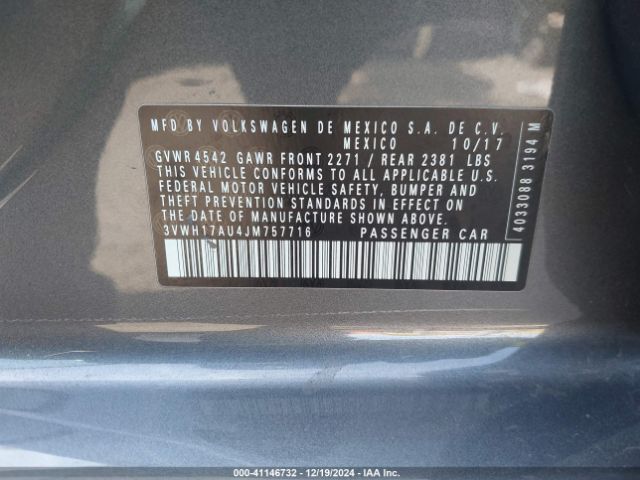 MFD BY VOLKSWAGEN DE MEXICO S.A. DE C.V.
MEXICO 10/17
GVWR 4542 GAWR FRONT 2271 / REAR 2381 LBS
THIS VEHICLE CONFORMS TO ALL APPLICABLE U.S.
FEDERAL MOTOR VEHICLE SAFETY, BUMPER AND
THEFT PREVENTION STANDARDS IN EFFECT ON
THE DATE OF MANUFACTURE SHOWN ABOVE.
3VWH17AU4JM757716 PASSENGER CAR
4033088 3194 M
000-41146732 - 12/19/2024 - IAA Inc.